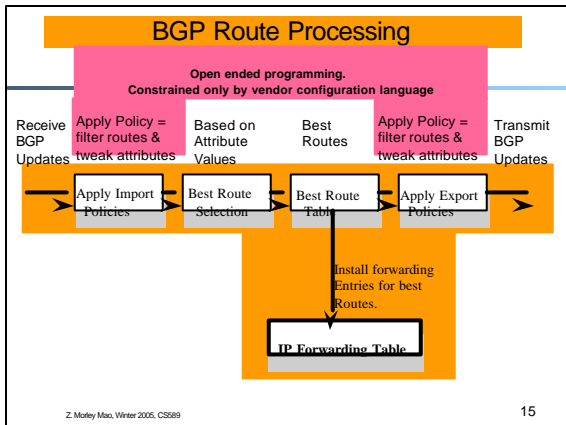 BGP Route Processing
Open ended programming.
Constrained only by vendor configuration language
Receive
BGP
Updates
Apply Policy =
filter routes &
tweak attributes
Based on
Attribute
Values
Best
Routes
Apply Policy =
filter routes &
tweak attributes
Transmit
BGP
Updates
Apply Import
Policies
Best Route
Selection
Best Route
Table
Apply Export
Policies
Install forwarding
Entries for best
Routes.
IP Forwarding Table
Z. Morley Mao, Winter 2005, CS589
15